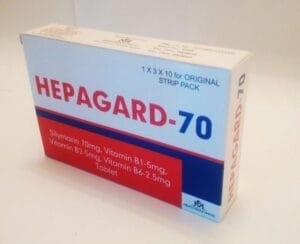 1 X 3 X 10 for ORIGINAL
STRIP PACK
HEPAGARD-70
Silymarin 70mg, Vitamin B1-5mg,
Vitamin B2-5mg, Vitamin B6-2.5mg
Tablet
HEPAGARD-70